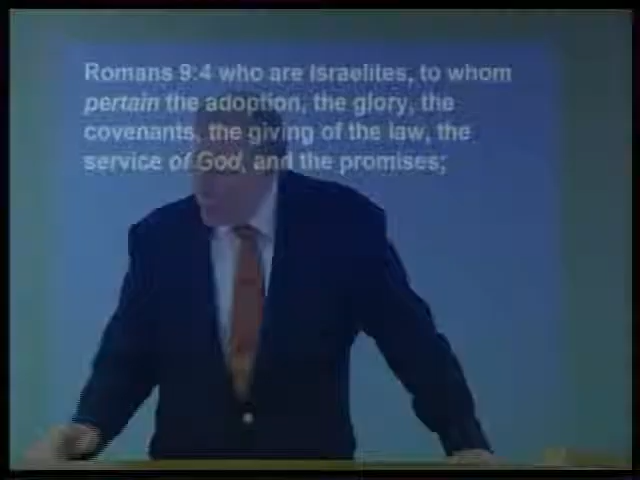 Romans 9:4 who are Israelites, to whom
pertain the adoption, the glory, the
covenants, the giving of the law, the
service of God, and the promises;